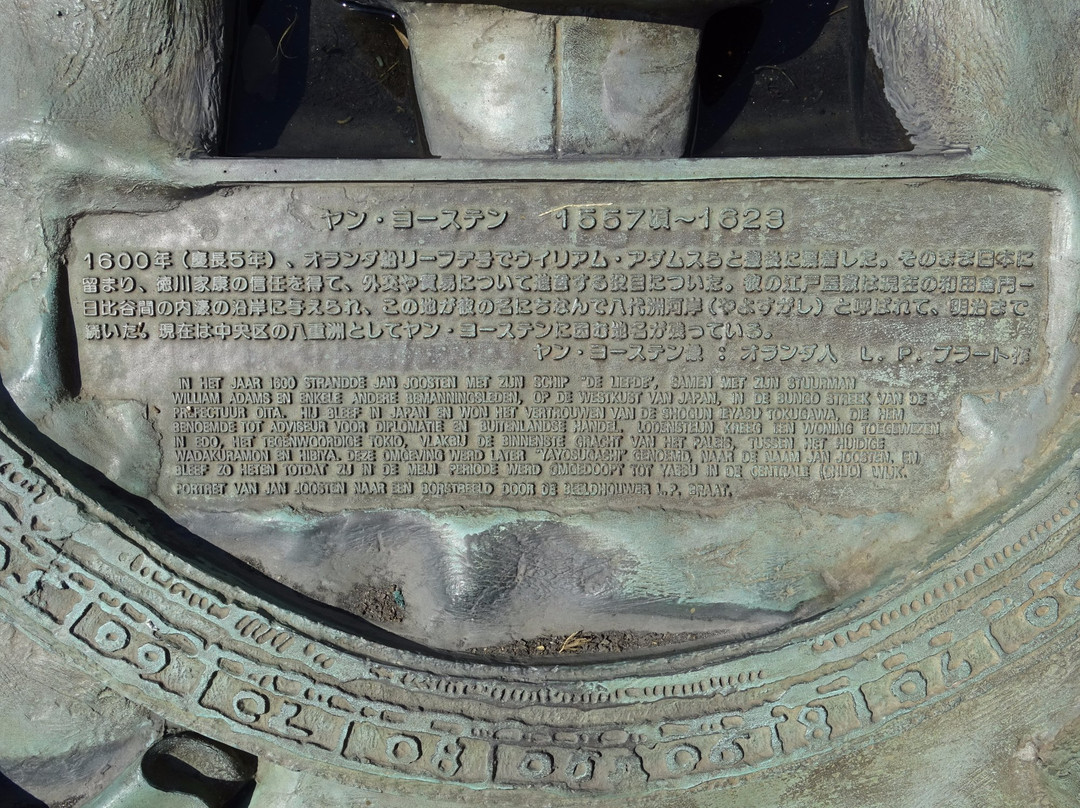 ヤン・ヨーステン 1557頃～1623
1600年（慶長5年）、オランダ船リーフデ号でウイリアム・アダムスらと豊後に漂着した。そのまま日本に
留まり、徳川家康の信任を得て、外交や貿易について進言する役目についた。彼の江戸屋敷は現在の和田倉門ー
日比谷間の内濠の沿岸に与えられ、この地が彼の名にちなんで八代洲河岸（やよすがし）と呼ばれて、明治まで
続いた。現在は中央区の八重洲としてヤン・ヨーステンに因む地名が残っている。
ヤン・ヨーステン像：オランダ人 L.P.ブラート作
IN HET JAAR 1600 STRANDDE JAN JOOSTEN MET ZIJN SCHIP "DE LIEFDE", SAMEN MET ZIJN STUURMAN
WILLIAM ADAMS EN ENKELE ANDERE BEMANNINGSLEDEN, OP DE WESTKUST VAN JAPAN, IN DE BUNGO STREEK VAN DE
PREFECTUUR OITA. HIJ BLEEF IN JAPAN EN WON HET VERTROUWEN VAN DE SHOGUN IEYASU TOKUGAWA, DIE HEM
BENOEMDE TOT ADVISEUR VOOR DIPLOMATIE EN BUITENLANDSE HANDEL. LODENSTEIJN KREEG EEN WONING TOEGEWEZEN
IN EDO, HET TEGENWOORDIGE TOKIO, VLAKBIJ DE BINNENSTE GRACHT VAN HET PALEIS, TUSSEN HET HUIDIGE
WADAKURAMON EN HIBIYA. DEZE OMGEVING WERD LATER "YAYOSUGASHI" GENOEMD, NAAR DE NAAM JAN JOOSTEN, EN
BLEEF ZO HETEN TOTDAT ZIJ IN DE MEIJI PERIODE WERD OMGEDOOPT TOT YAESU IN DE CENTRALE (CHUO) WIJK.
PORTRET VAN JAN JOOSTEN NAAR EEN BORSTBEELD DOOR DE BEELDHOUWER L.P. BRAAT.